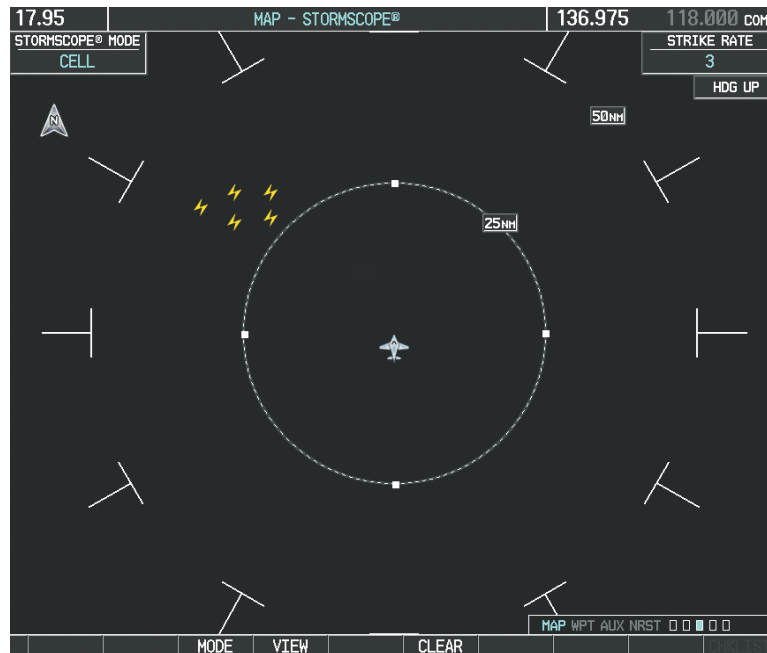 17.95 MAP - STORMSCOPE® 136.975 118.000 COM
STORMSCOPE® MODE
CELL
STRIKE RATE
3
HDG UP
N
50NM
25NM
MAP WPT AUX NRST
MODE VIEW CLEAR CHKLIST